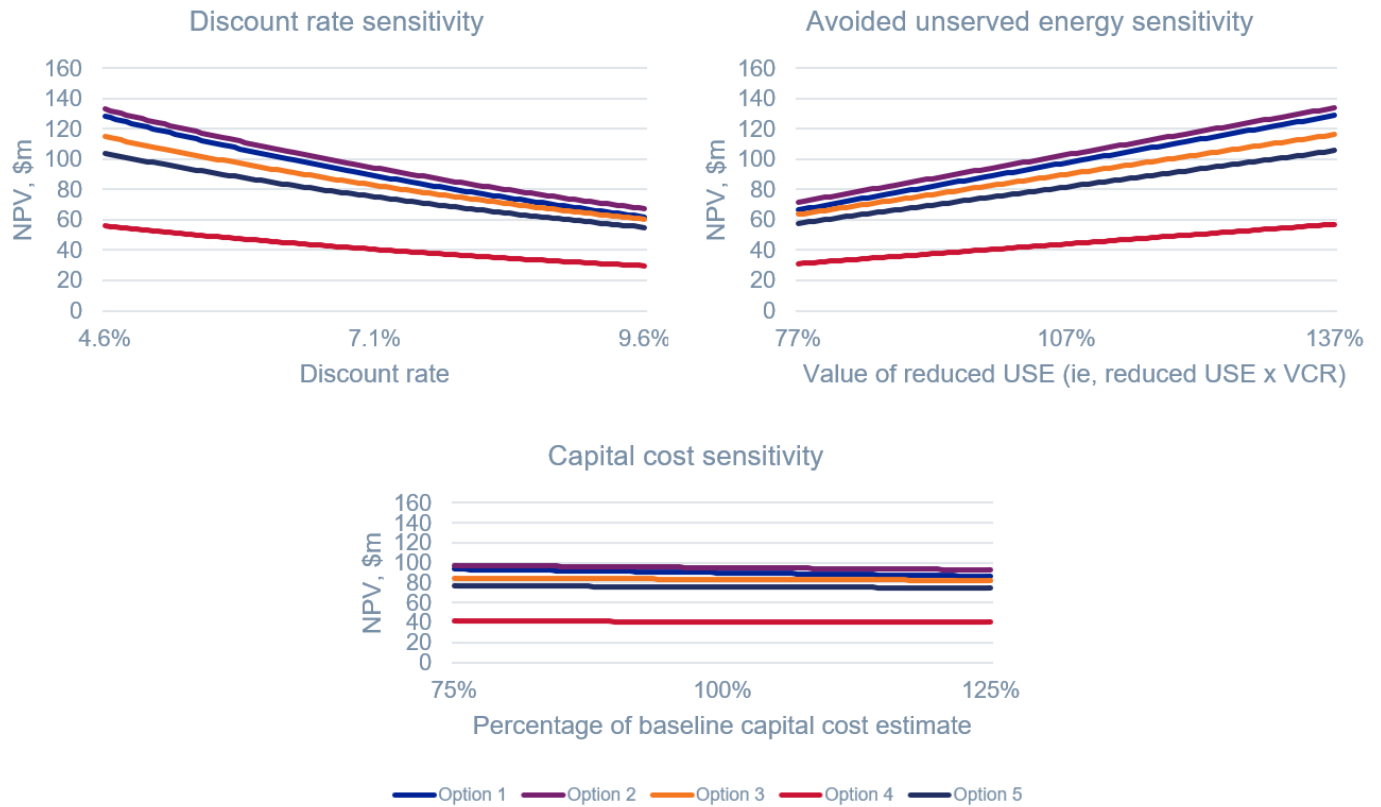 Discount rate sensitivity
NPV, $m
160
140
120
100
80
60
40
20
0
4.6% 7.1% 9.6%
Discount rate
Avoided unserved energy sensitivity
NPV, $m
160
140
120
100
80
60
40
20
0
77% 107% 137%
Value of reduced USE (ie, reduced USE x VCR)
Capital cost sensitivity
NPV, $m
160
140
120
100
80
60
40
20
0
75% 100% 125%
Percentage of baseline capital cost estimate
Option 1 Option 2 Option 3 Option 4 Option 5